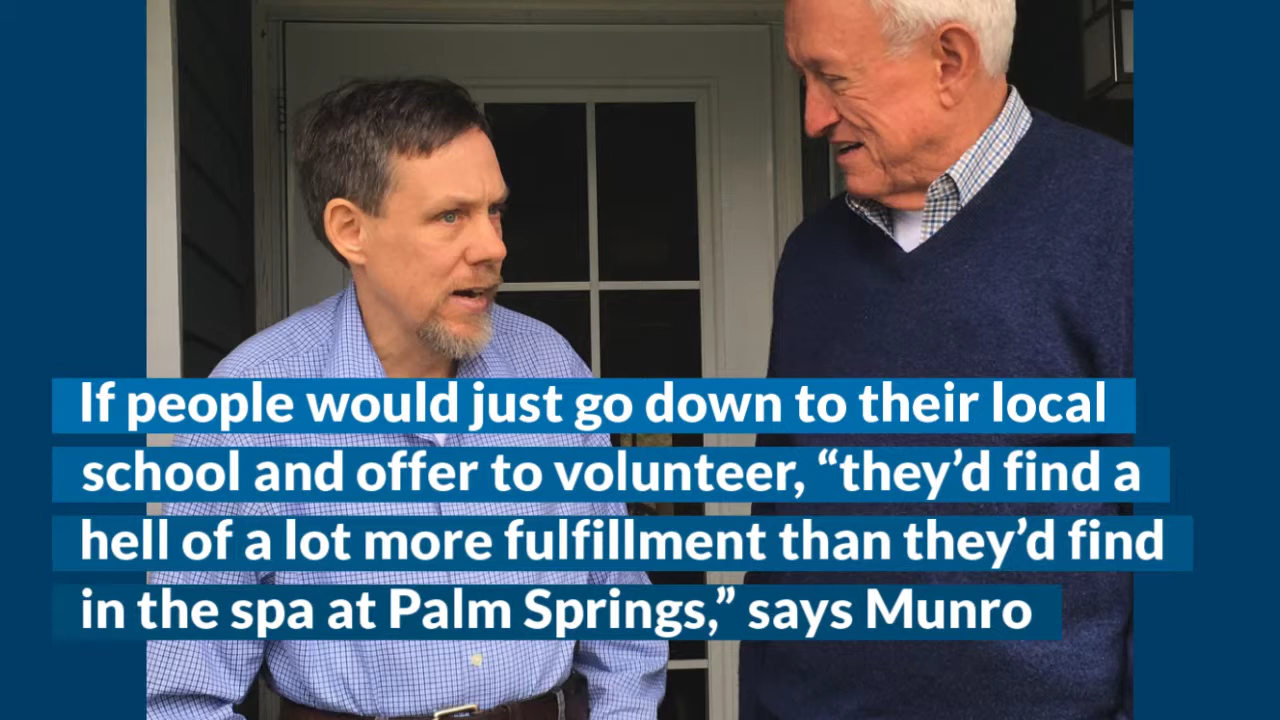 If people would just go down to their local
school and offer to volunteer, “they’d find a
hell of a lot more fulfillment than they’d find
in the spa at Palm Springs,” says Munro